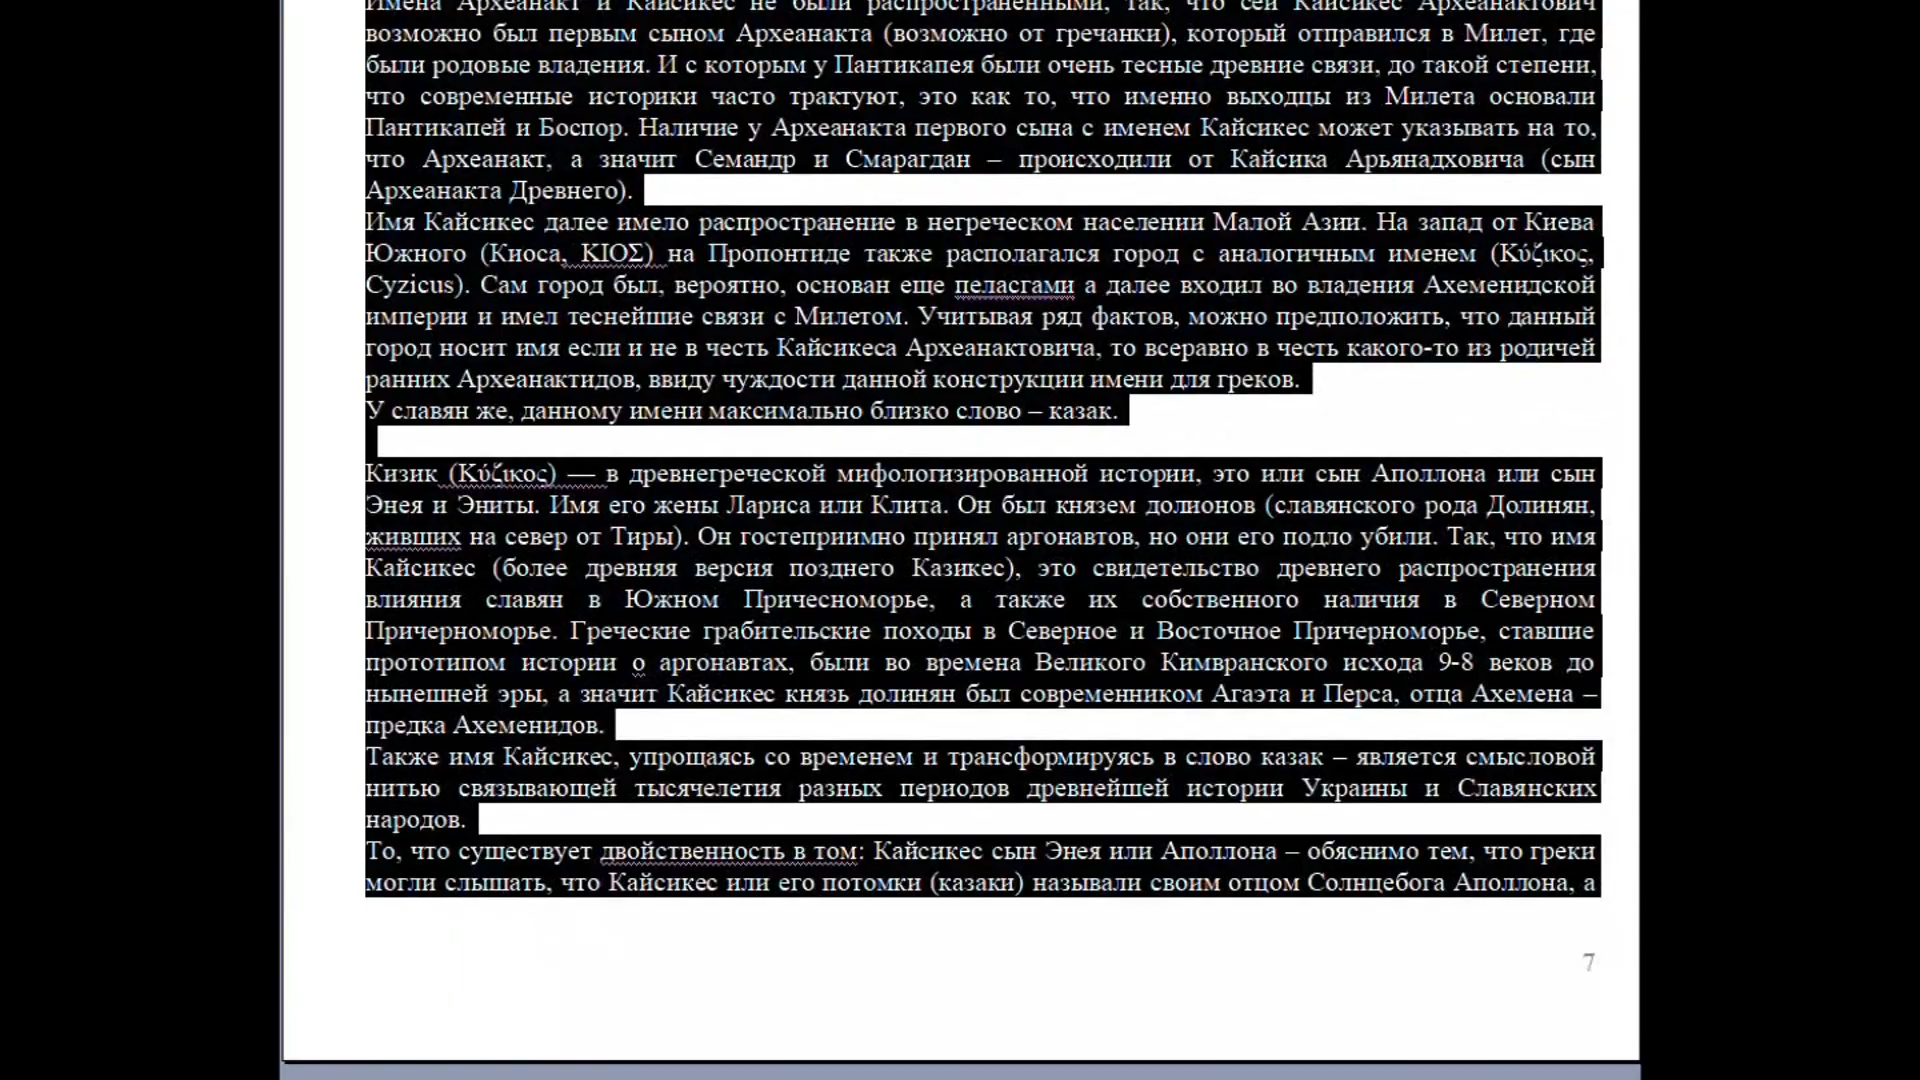 Имена Археанакт и Кайсикес не были распространенными, так, что сей Кайсикес Археанактович
возможно был первым сыном Археанакта (возможно от гречанки), который отправился в Милет, где
были родовые владения. И с которым у Пантикапея были очень тесные древние связи, до такой степени,
что современные историки часто трактуют, это как то, что именно выходцы из Милета основали
Пантикапей и Боспор. Наличие у Археанакта первого сына с именем Кайсикес может указывать на то,
что Археанакт, а значит Семандр и Смарагдан – происходили от Кайсика Арьянадховича (сын
Археанакта Древнего).
Имя Кайсикес далее имело распространение в негреческом населении Малой Азии. На запад от Киева
Южного (Киоса, ΚΙΟΣ) на Пропонтиде также располагался город с аналогичным именем (Κύζικος,
Cyzicus). Сам город был, вероятно, основан еще пеласгами а далее входил во владения Ахеменидской
империи и имел теснейшие связи с Милетом. Учитывая ряд фактов, можно предположить, что данный
город носит имя если и не в честь Кайсикеса Археанактовича, то всеравно в честь какого-то из родичей
ранних Археанактидов, ввиду чуждости данной конструкции имени для греков.
У славян же, данному имени максимально близко слово – казак.
Кизик (Κύζικος) — в древнегреческой мифологизированной истории, это или сын Аполлона или сын
Энея и Эниты. Имя его жены Лариса или Клита. Он был князем долионов (славянского рода Долинян,
живших на север от Тиры). Он гостеприимно принял аргонавтов, но они его подло убили. Так, что имя
Кайсикес (более древняя версия позднего Казикес), это свидетельство древнего распространения
влияния славян в Южном Причесноморье, а также их собственного наличия в Северном
Причерноморье. Греческие грабительские походы в Северное и Восточное Причерноморье, ставшие
прототипом истории о аргонавтах, были во времена Великого Кимвранского исхода 9-8 веков до
нынешней эры, а значит Кайсикес князь долинян был современником Агаэта и Перса, отца Ахемена –
предка Ахеменидов.
Также имя Кайсикес, упрощаясь со временем и трансформируясь в слово казак – является смысловой
нитью связывающей тысячелетия разных периодов древнейшей истории Украины и Славянских
народов.
То, что существует двойственность в том: Кайсикес сын Энея или Аполлона – обяснимо тем, что греки
могли слышать, что Кайсикес или его потомки (казаки) называли своим отцом Солнцебога Аполлона, а
7